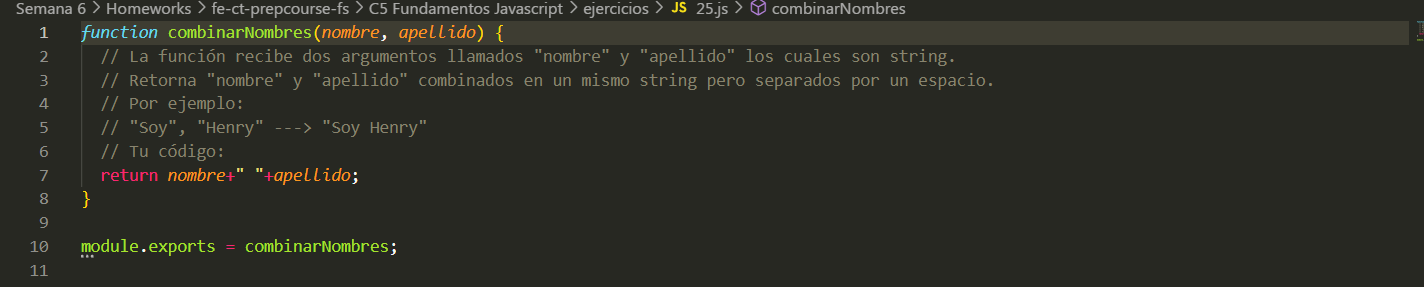 Semana 6 > Homeworks > fe-ct-prepcourse-fs > C5 Fundamentos Javascript > ejercicios > JS 25.js > combinarNombres
1 function combinarNombres(nombre, apellido) {
2 // La función recibe dos argumentos llamados "nombre" y "apellido" los cuales son string.
3 // Retorna "nombre" y "apellido" combinados en un mismo string pero separados por un espacio.
4 // Por ejemplo:
5 // "Soy", "Henry" ---> "Soy Henry"
6 // Tu código:
7 return nombre+" "+apellido;
8 }
9
10 module.exports = combinarNombres;
11